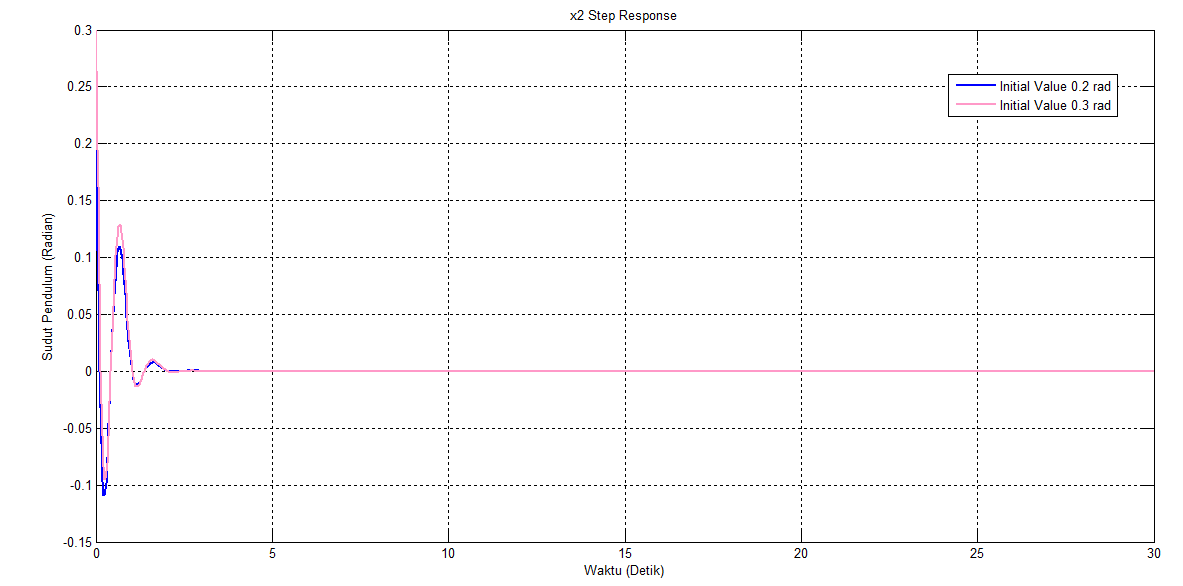 x2 Step Response
0.3
0.25
0.2
0.15
0.1
0.05
0
-0.05
-0.1
-0.15
Sudut Pendulum (Radian)
Initial Value 0.2 rad
Initial Value 0.3 rad
0 5 10 15 20 25 30
Waktu (Detik)